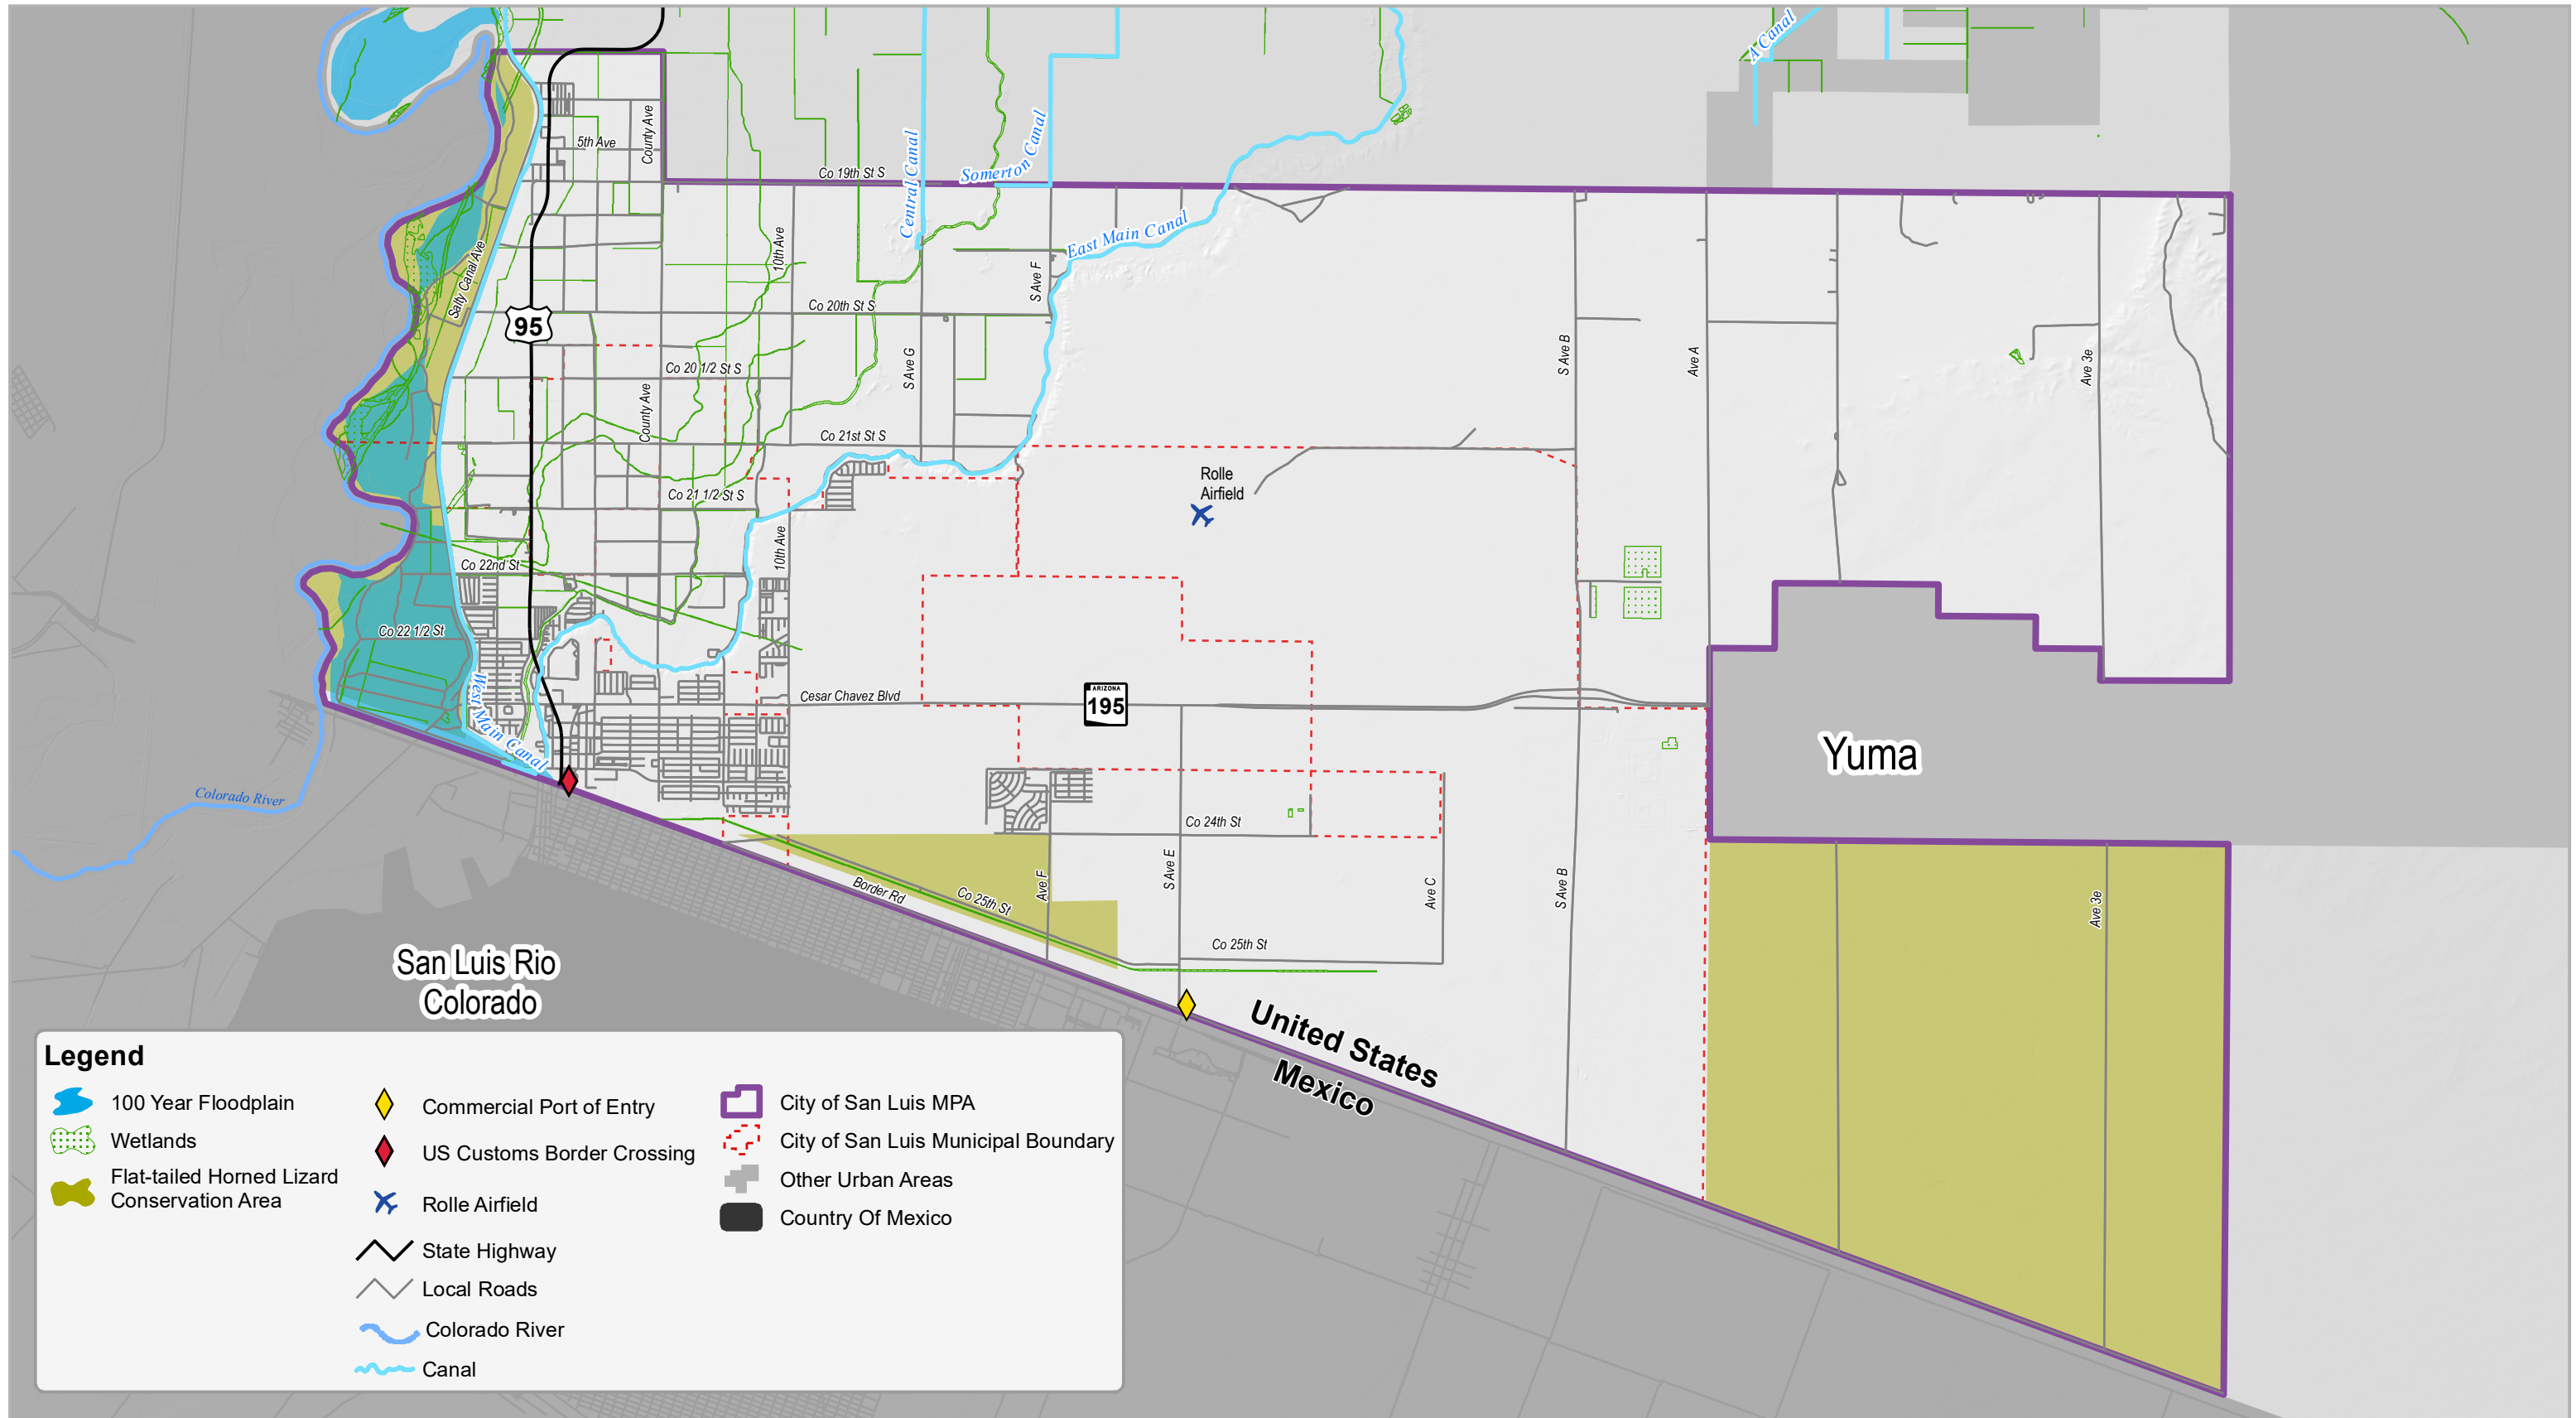 A Canal
5th Ave
County Ave
Central Canal
Somerton Canal
Co 19th St S
East Main Canal
Salty Canal Ave
10th Ave
S Ave F
Co 20th St S
95
S Ave G
S Ave B
Ave A
Ave 3e
Co 20 1/2 St S
County Ave
Co 21st St S
Rolle
Airfield
Co 21 1/2 St S
10th Ave
Co 22nd St
Co 22 1/2 St
West Main Canal
Cesar Chavez Blvd
ARIZONA
195
Yuma
Colorado River
Co 24th St
Border Rd
Co 25th St
Ave F
S Ave E
Ave C
S Ave B
Ave 3e
Co 25th St
San Luis Rio
Colorado
United States
Mexico
Legend
100 Year Floodplain
Wetlands
Flat-tailed Horned Lizard
Conservation Area
Commercial Port of Entry
US Customs Border Crossing
Rolle Airfield
State Highway
Local Roads
Colorado River
Canal
City of San Luis MPA
City of San Luis Municipal Boundary
Other Urban Areas
Country Of Mexico